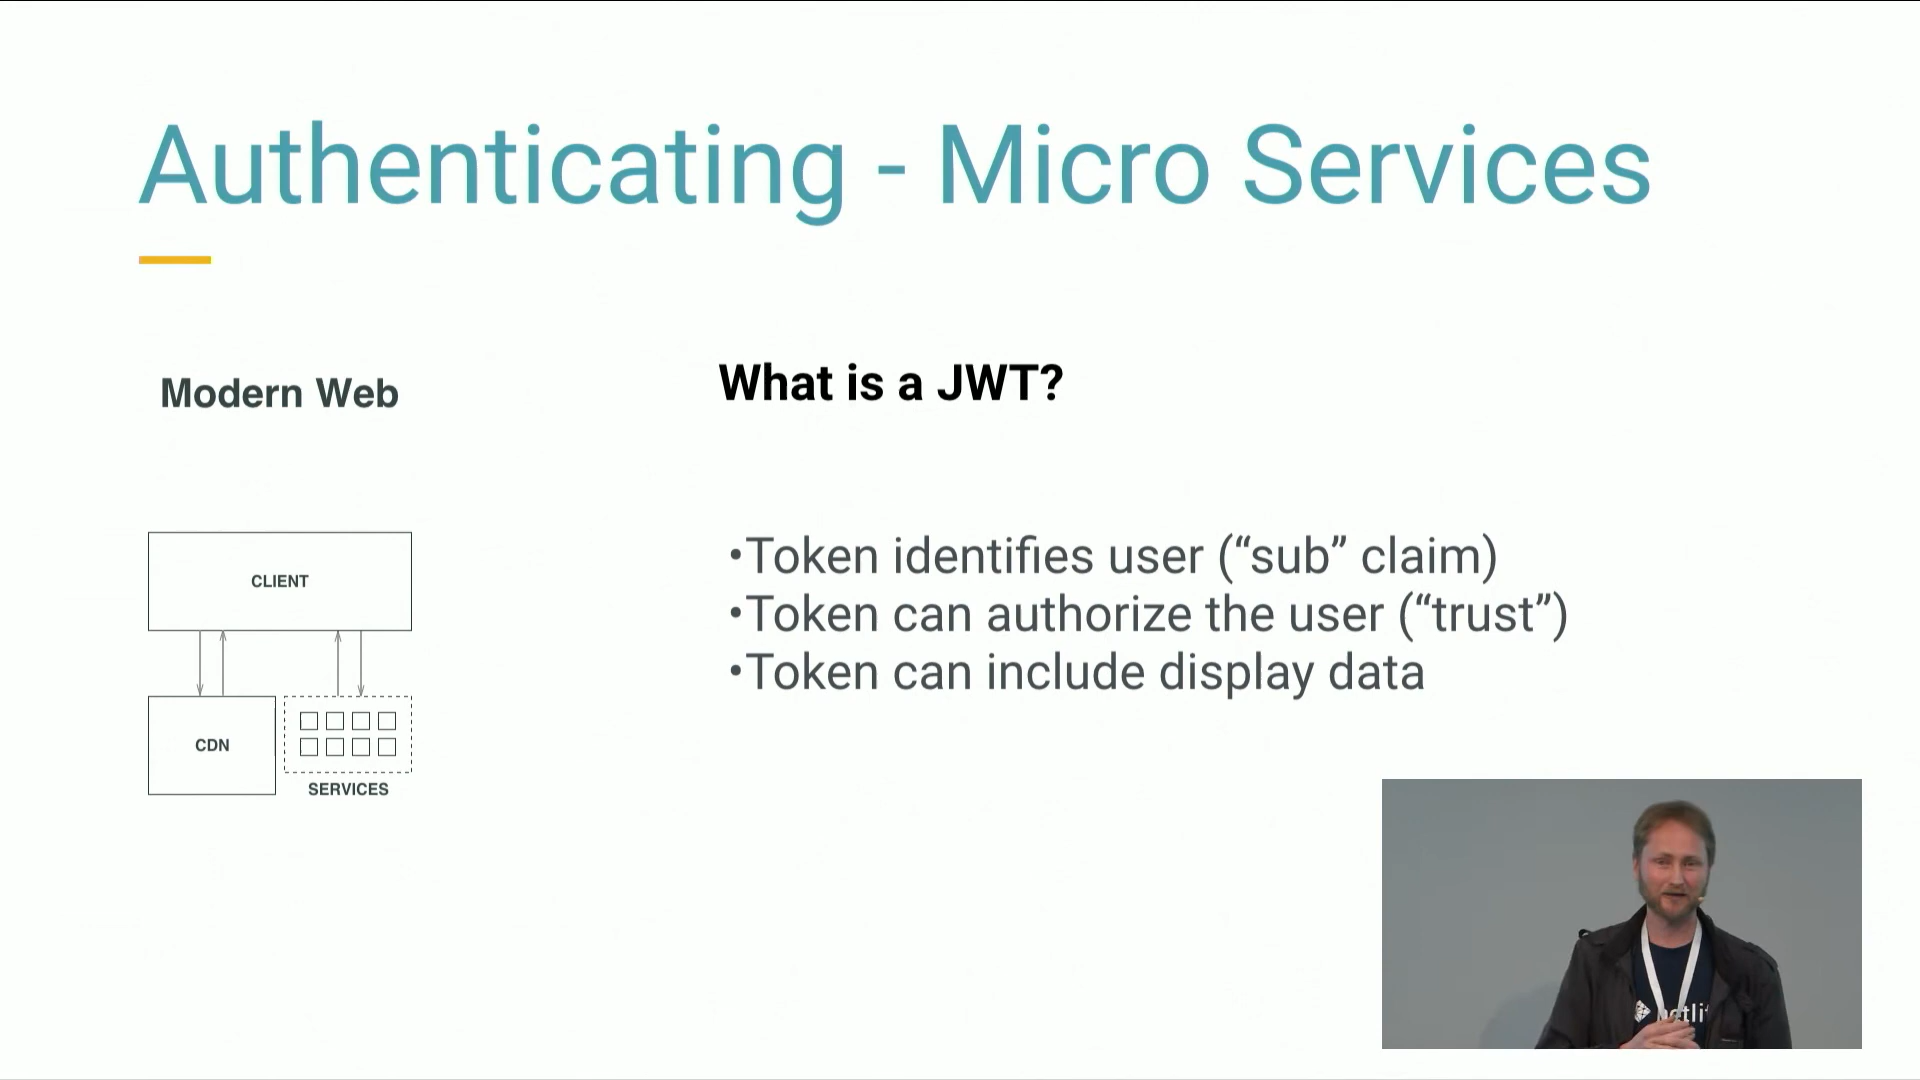 Authenticating - Micro Services
Modern Web
What is a JWT?
CLIENT
CDN
SERVICES
•Token identifies user (“sub” claim)
•Token can authorize the user (“trust”)
•Token can include display data